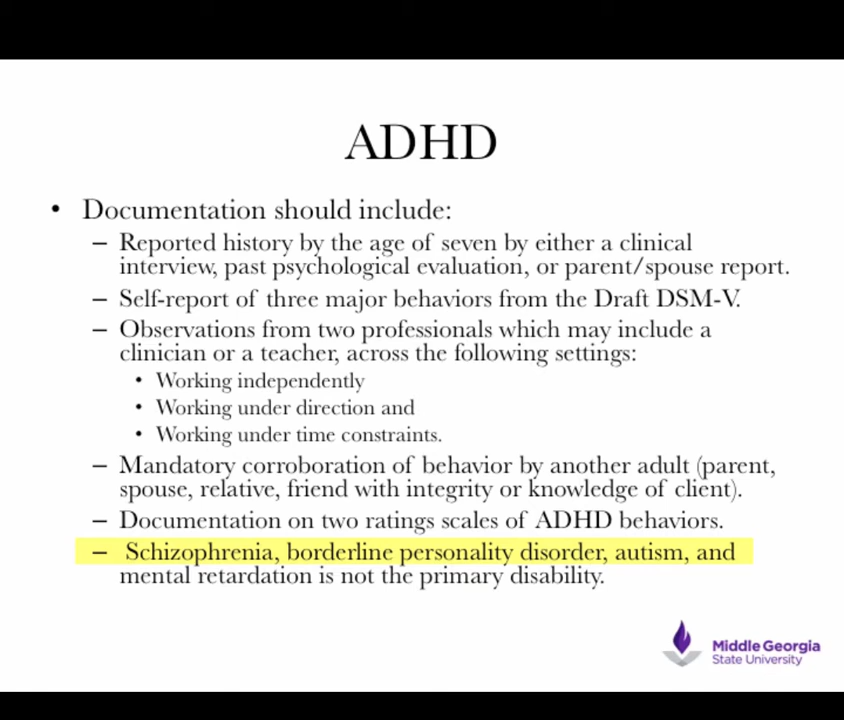 ADHD
• Documentation should include:
– Reported history by the age of seven by either a clinical
interview, past psychological evaluation, or parent/spouse report.
– Self-report of three major behaviors from the Draft DSM-V.
– Observations from two professionals which may include a
clinician or a teacher, across the following settings:
• Working independently
• Working under direction and
• Working under time constraints.
– Mandatory corroboration of behavior by another adult (parent,
spouse, relative, friend with integrity or knowledge of client).
– Documentation on two ratings scales of ADHD behaviors.
– Schizophrenia, borderline personality disorder, autism, and
mental retardation is not the primary disability.
Middle Georgia
State University